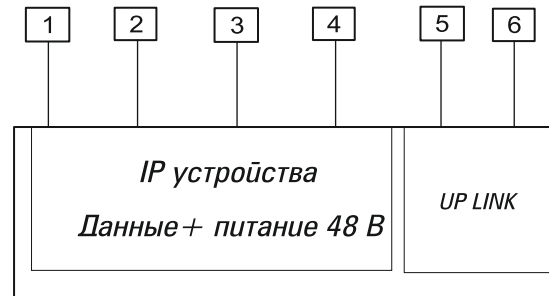 1 2 3 4 5 6
IP устройства
Данные+ питание 48 В
UP LINK